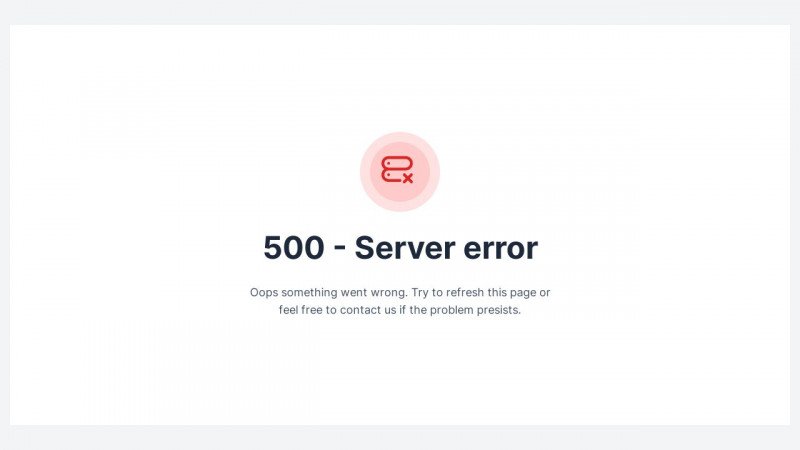 500 - Server error
Oops something went wrong. Try to refresh this page or
feel free to contact us if the problem presists.